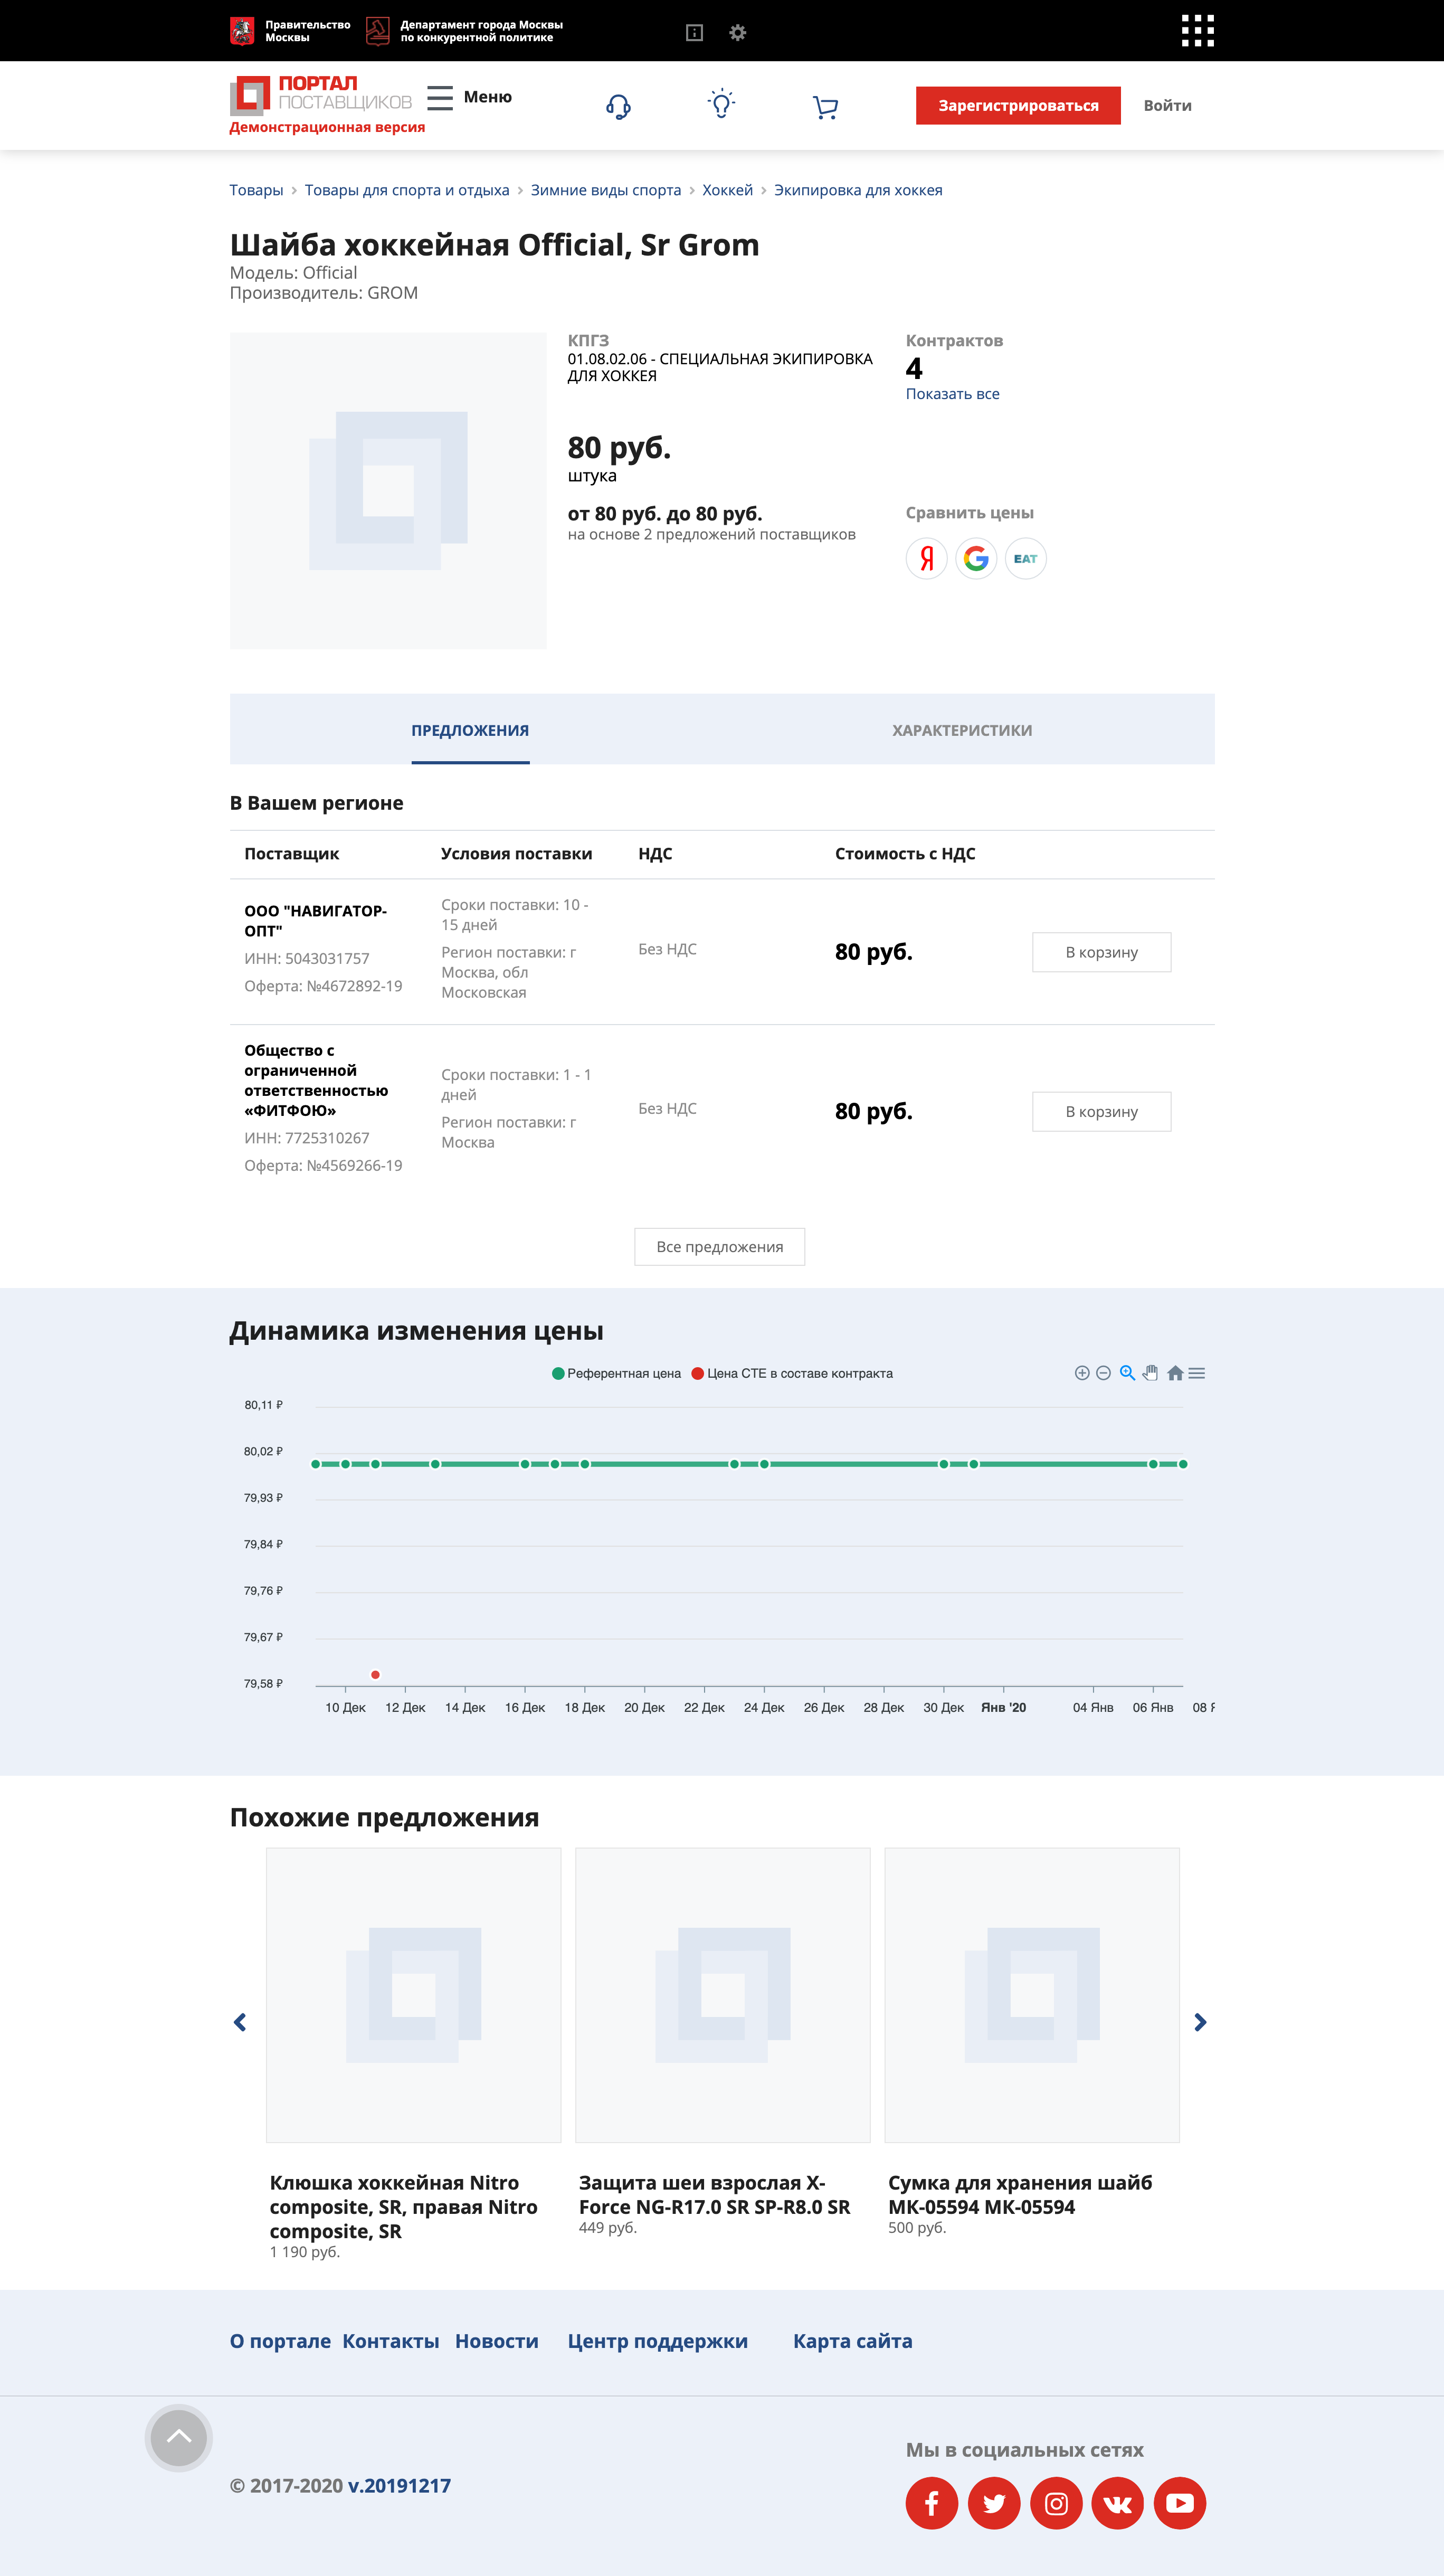 Правительство
Москвы
Департамент города Москвы
по конкурентной политике
ПОРТАЛ
ПОСТАВЩИКОВ
Демонстрационная версия
Меню
Зарегистрироваться
Войти
Товары
Товары для спорта и отдыха
Зимние виды спорта
Хоккей
Экипировка для хоккея
Шайба хоккейная Official, Sr Grom
Модель: Official
Производитель: GROM
КПГЗ
01.08.02.06 - СПЕЦИАЛЬНАЯ ЭКИПИРОВКА
ДЛЯ ХОККЕЯ
Контрактов
4
Показать все
80 руб.
штука
от 80 руб. до 80 руб.
на основе 2 предложений поставщиков
Сравнить цены
Я
G
ЕАТ
ПРЕДЛОЖЕНИЯ
ХАРАКТЕРИСТИКИ
В Вашем регионе
Поставщик
Условия поставки
НДС
Стоимость с НДС
ООО "НАВИГАТОР-
ОПТ"
ИНН: 5043031757
Оферта: №4672892-19
Сроки поставки: 10 -
15 дней
Регион поставки: г
Москва, обл
Московская
Без НДС
80 руб.
В корзину
Общество с
ограниченной
ответственностью
«ФИТФОЮ»
ИНН: 7725310267
Оферта: №4569266-19
Сроки поставки: 1 - 1
дней
Регион поставки: г
Москва
Без НДС
80 руб.
В корзину
Все предложения
Динамика изменения цены
Референтная цена
Цена СТЕ в составе контракта
80,11 ₽
80,02 ₽
79,93 ₽
79,84 ₽
79,76 ₽
79,67 ₽
79,58 ₽
10 Дек
12 Дек
14 Дек
16 Дек
18 Дек
20 Дек
22 Дек
24 Дек
26 Дек
28 Дек
30 Дек
Янв '20
04 Янв
06 Янв
08
Похожие предложения
Клюшка хоккейная Nitro
composite, SR, правая Nitro
composite, SR
1 190 руб.
Защита шеи взрослая X-
Force NG-R17.0 SR SP-R8.0 SR
449 руб.
Сумка для хранения шайб
МК-05594 МК-05594
500 руб.
О портале
Контакты
Новости
Центр поддержки
Карта сайта
Мы в социальных сетях
© 2017-2020 v.20191217